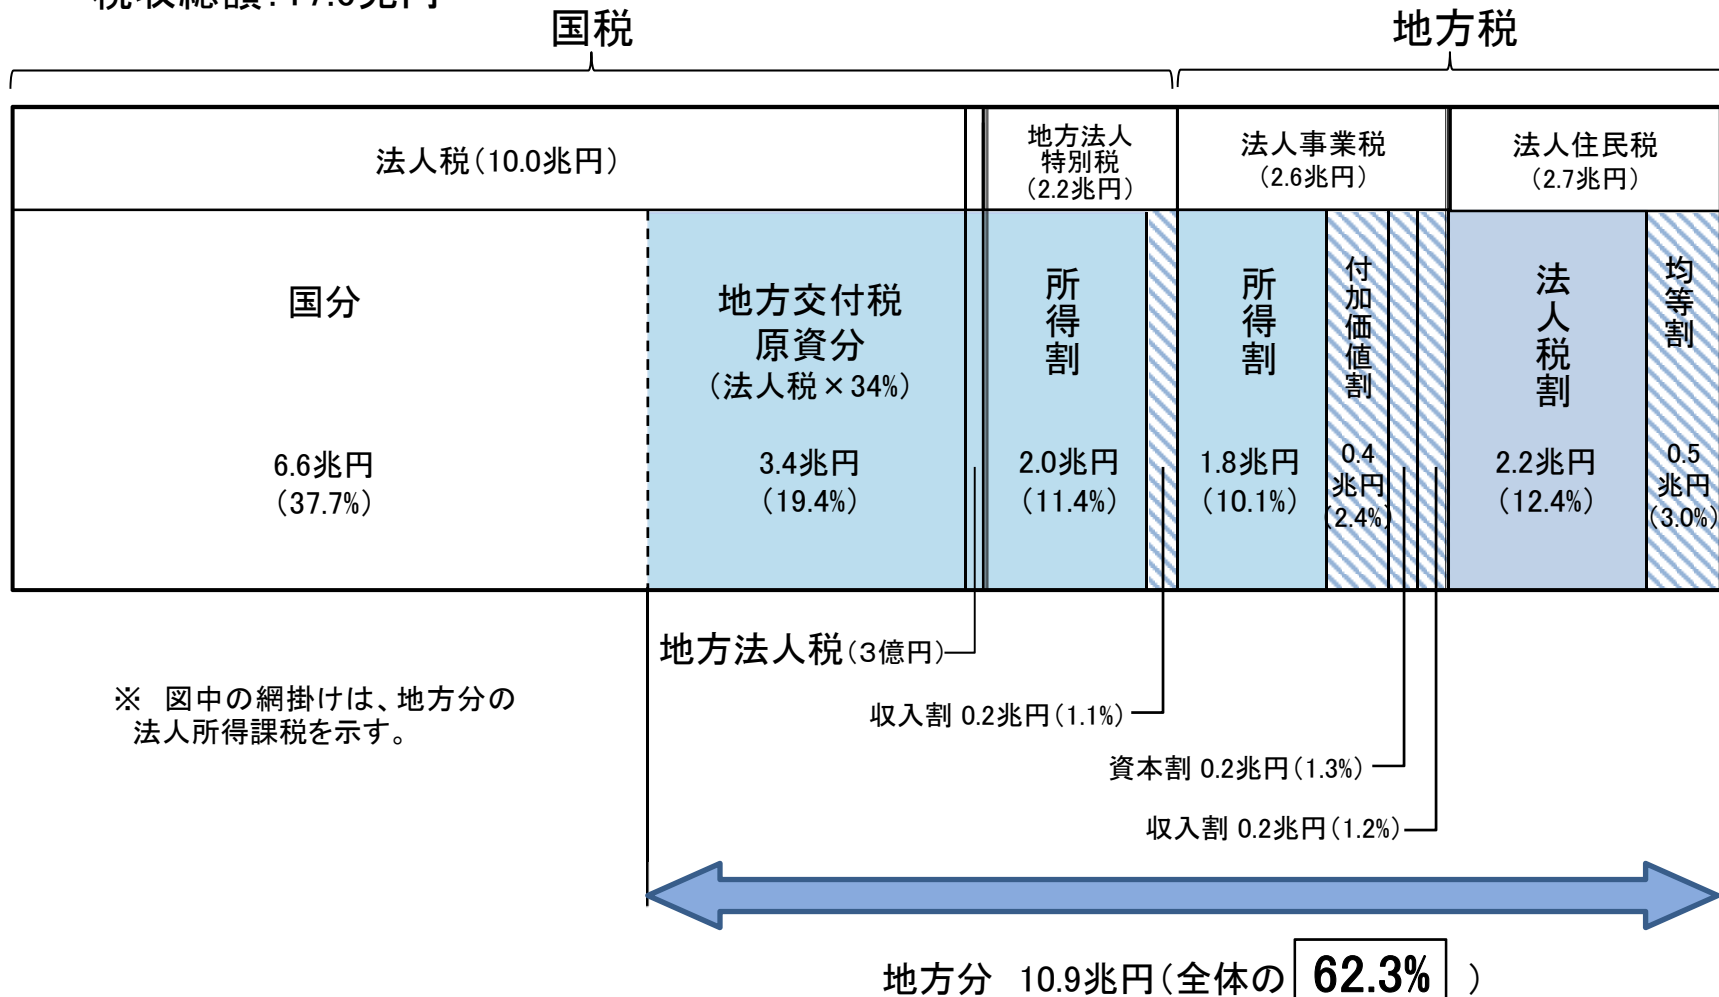 国税
地方税
法人税（10.0兆円）
地方法人
特別税
（2.2兆円）
法人事業税
（2.6兆円）
法人住民税
（2.7兆円）
国分
6.6兆円
（37.7%）
地方交付税
原資分
（法人税×34%）
3.4兆円
（19.4%）
所得割
2.0兆円
（11.4%）
所得割
1.8兆円
（10.1%）
付加価値割
0.4
兆円
（2.4%）
法人税割
2.2兆円
（12.4%）
均等割
0.5
兆円
（3.0%）
地方法人税（３億円）
収入割 0.2兆円（1.1%）
資本割 0.2兆円（1.3%）
収入割 0.2兆円（1.2%）
※　図中の網掛けは、地方分の
法人所得課税を示す。
地方分　10.9兆円（全体の 62.3% ）